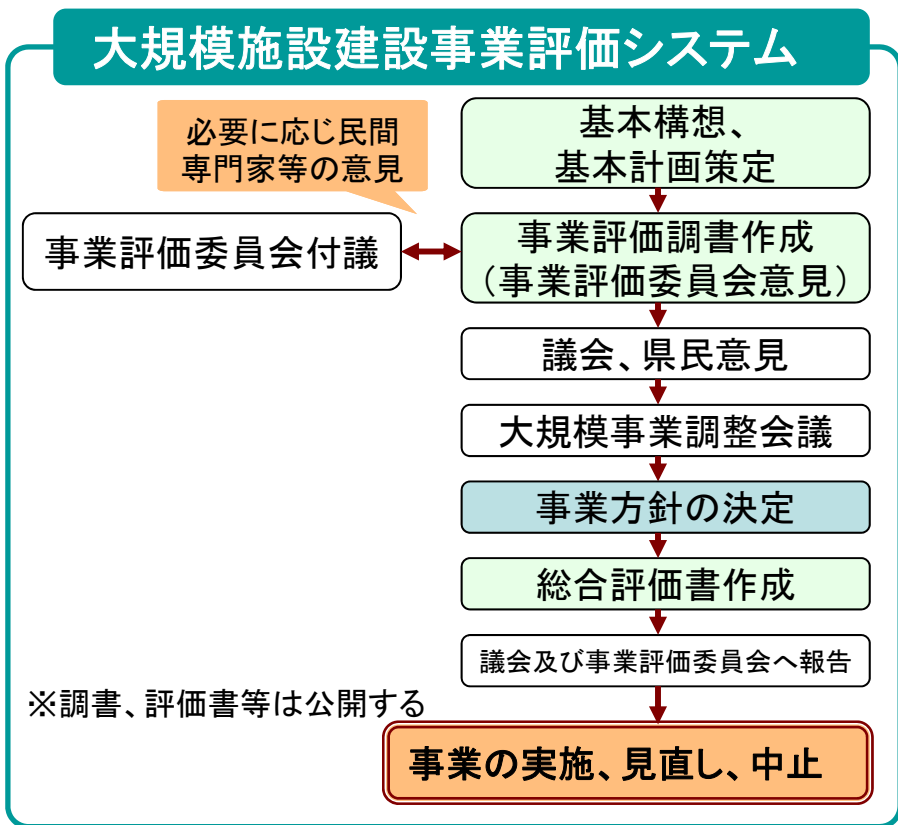 大規模施設建設事業評価システム
必要に応じ民間
専門家等の意見
基本構想、
基本計画策定
事業評価委員会付議
事業評価調書作成
（事業評価委員会意見）
議会、県民意見
大規模事業調整会議
事業方針の決定
総合評価書作成
議会及び事業評価委員会へ報告
※調書、評価書等は公開する
事業の実施、見直し、中止